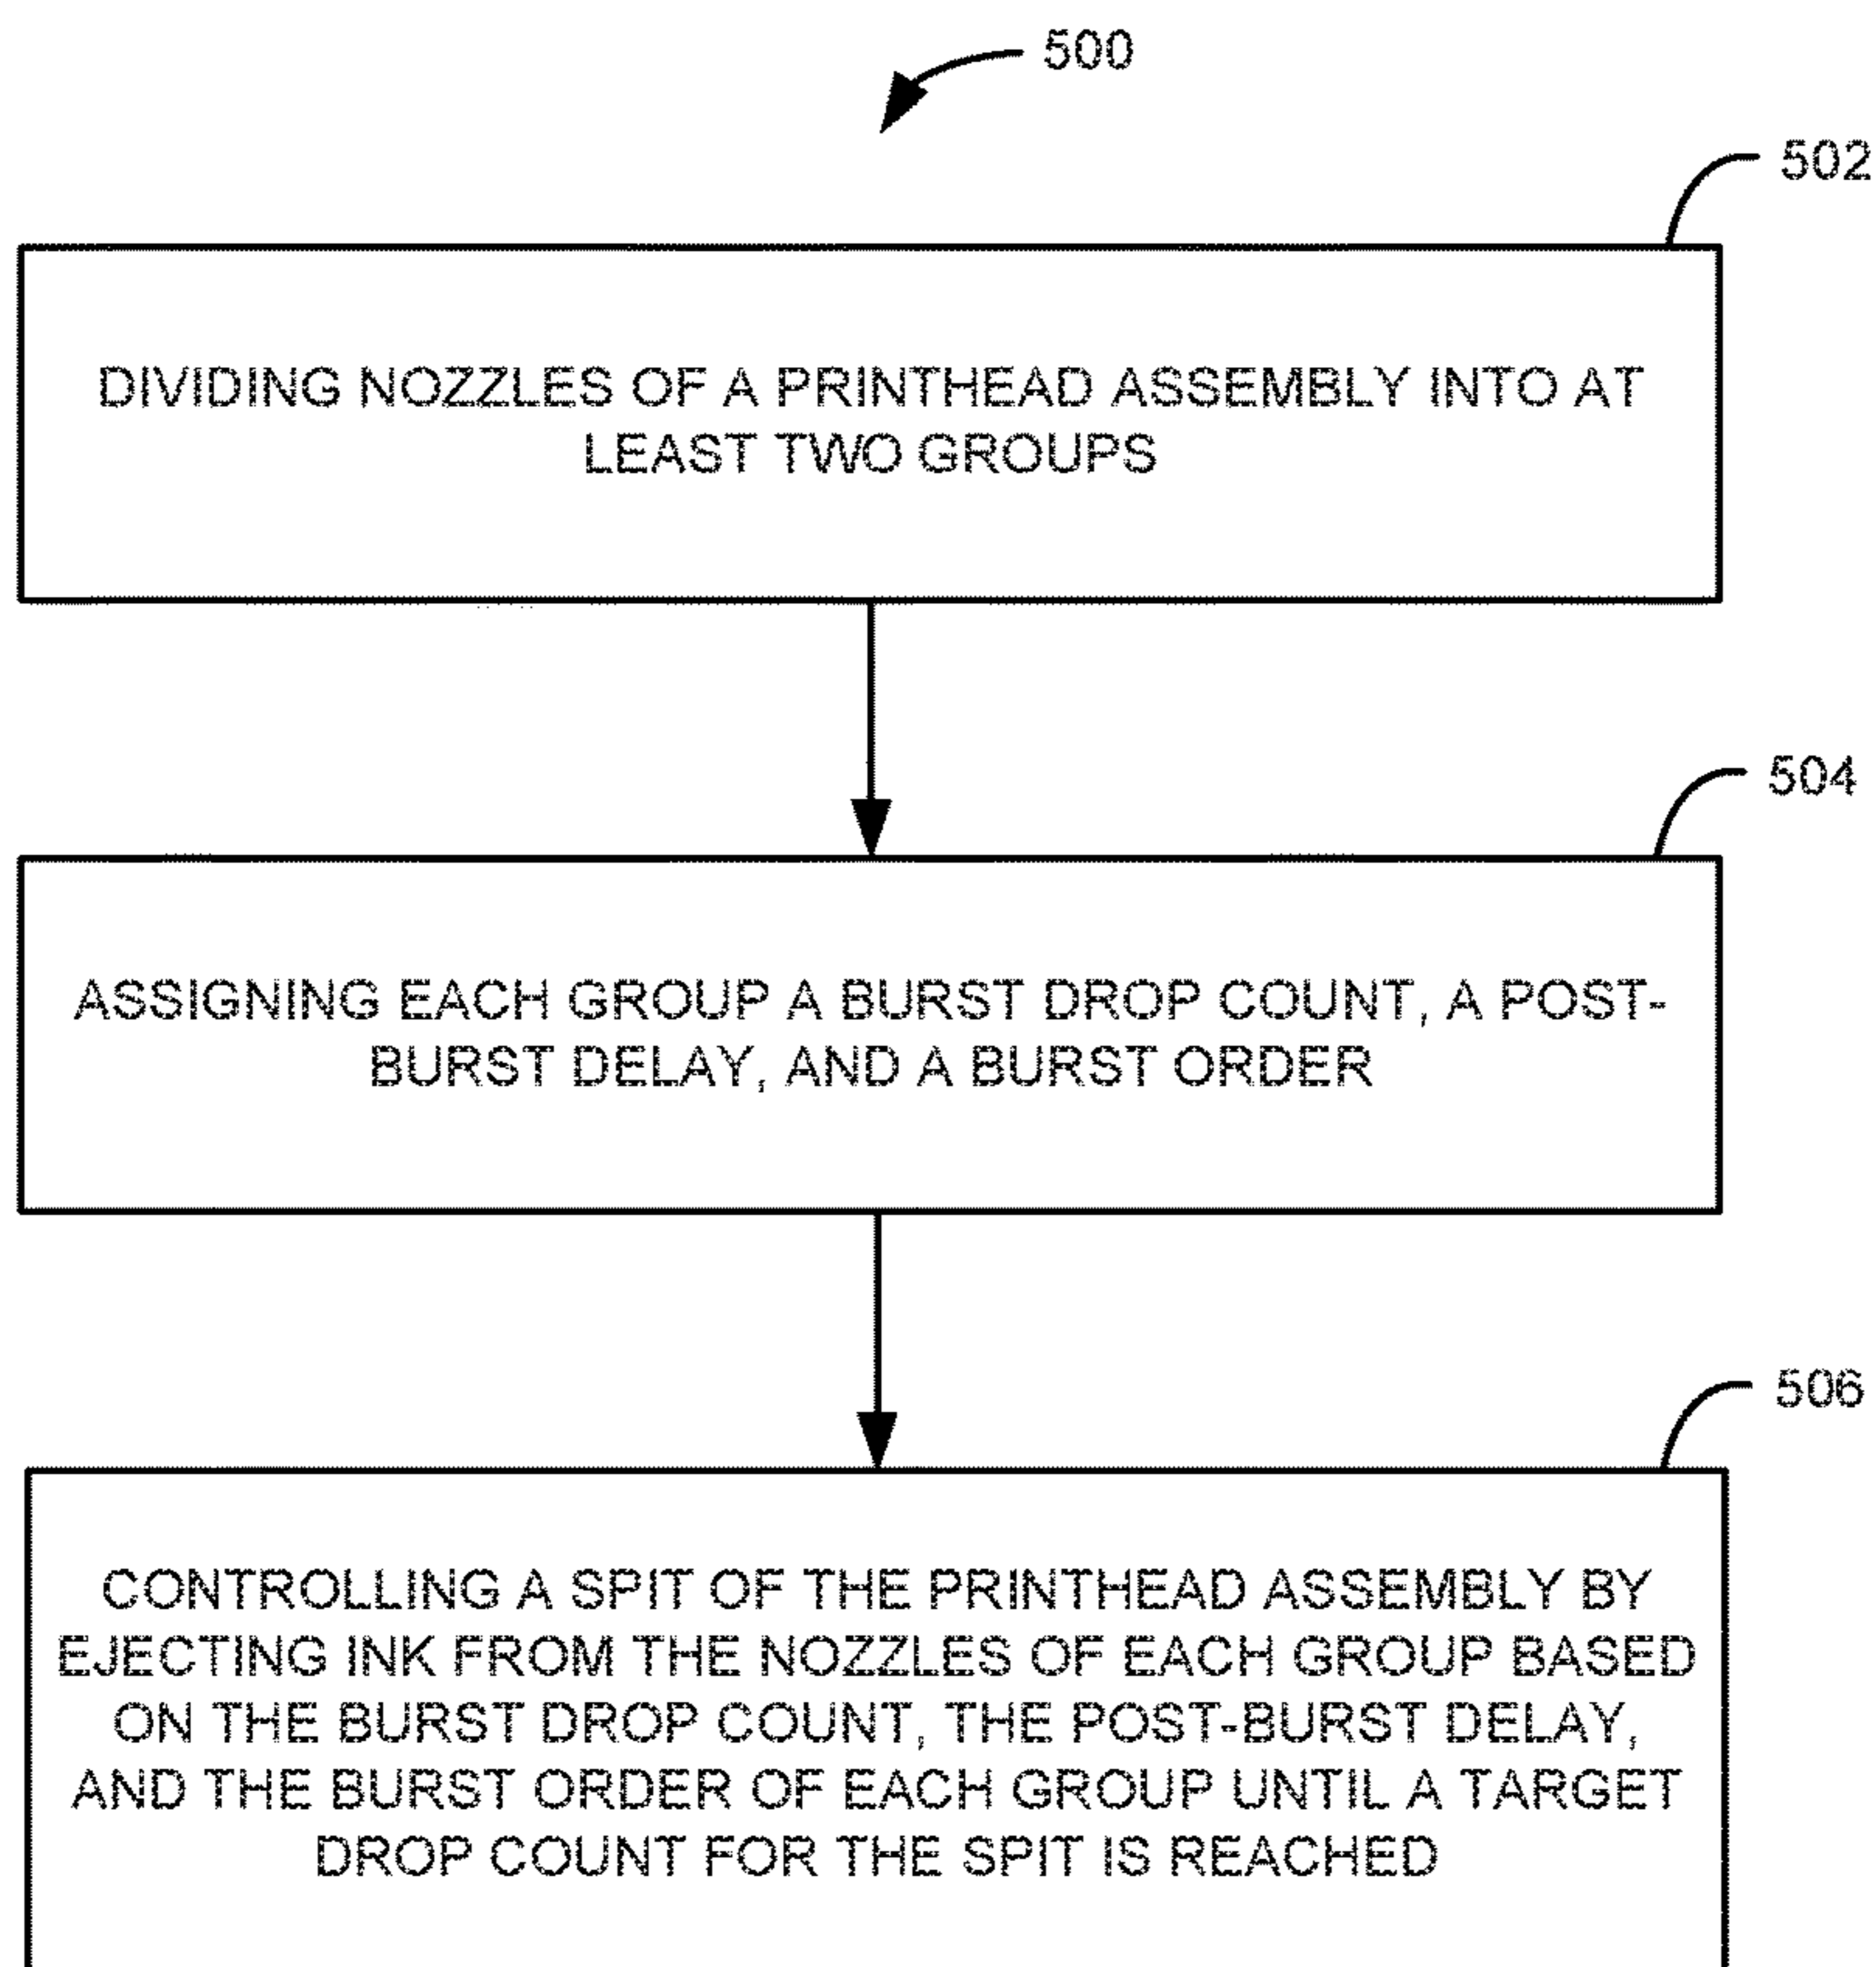 500
502
DIVIDING NOZZLES OF A PRINTHEAD ASSEMBLY INTO AT
LEAST TWO GROUPS
504
ASSIGNING EACH GROUP A BURST DROP COUNT, A POST-
BURST DELAY, AND A BURST ORDER
506
CONTROLLING A SPIT OF THE PRINTHEAD ASSEMBLY BY
EJECTING INK FROM THE NOZZLES OF EACH GROUP BASED
ON THE BURST DROP COUNT, THE POST-BURST DELAY,
AND THE BURST ORDER OF EACH GROUP UNTIL A TARGET
DROP COUNT FOR THE SPIT IS REACHED